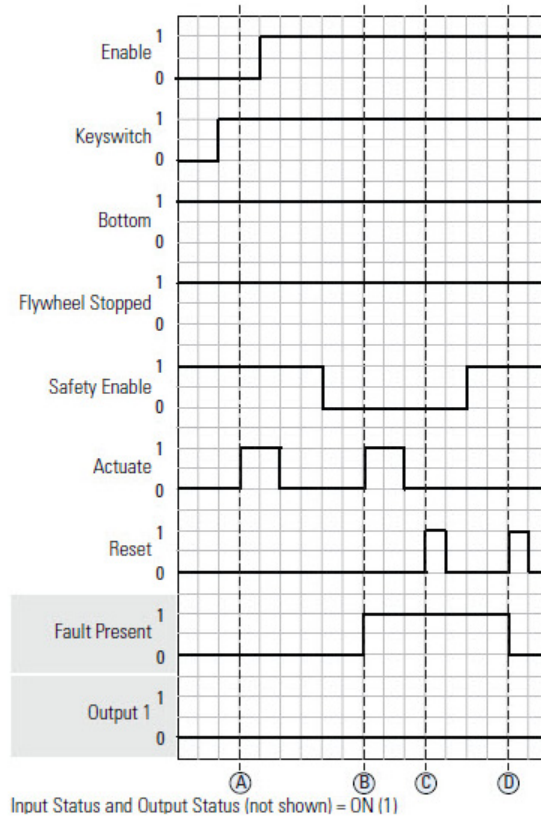 Enable
1
0
Keyswitch
1
0
Bottom
1
0
Flywheel Stopped
1
0
Safety Enable
1
0
Actuate
1
0
Reset
1
0
Fault Present
1
0
Output 1
1
0
A B C D
Input Status and Output Status (not shown) = ON (1)